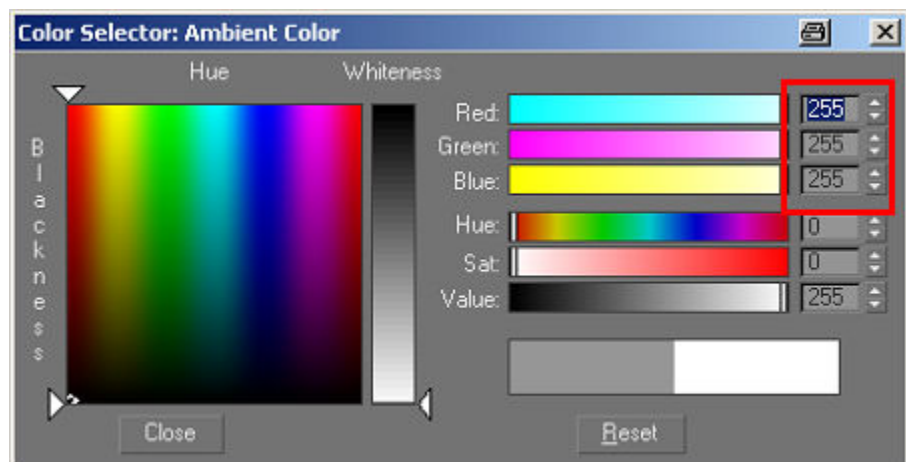 Color Selector: Ambient Color
Hue Whiteness
Blackness
Red: 255
Green: 255
Blue: 255
Hue: 0
Sat: 0
Value: 255
Close Reset